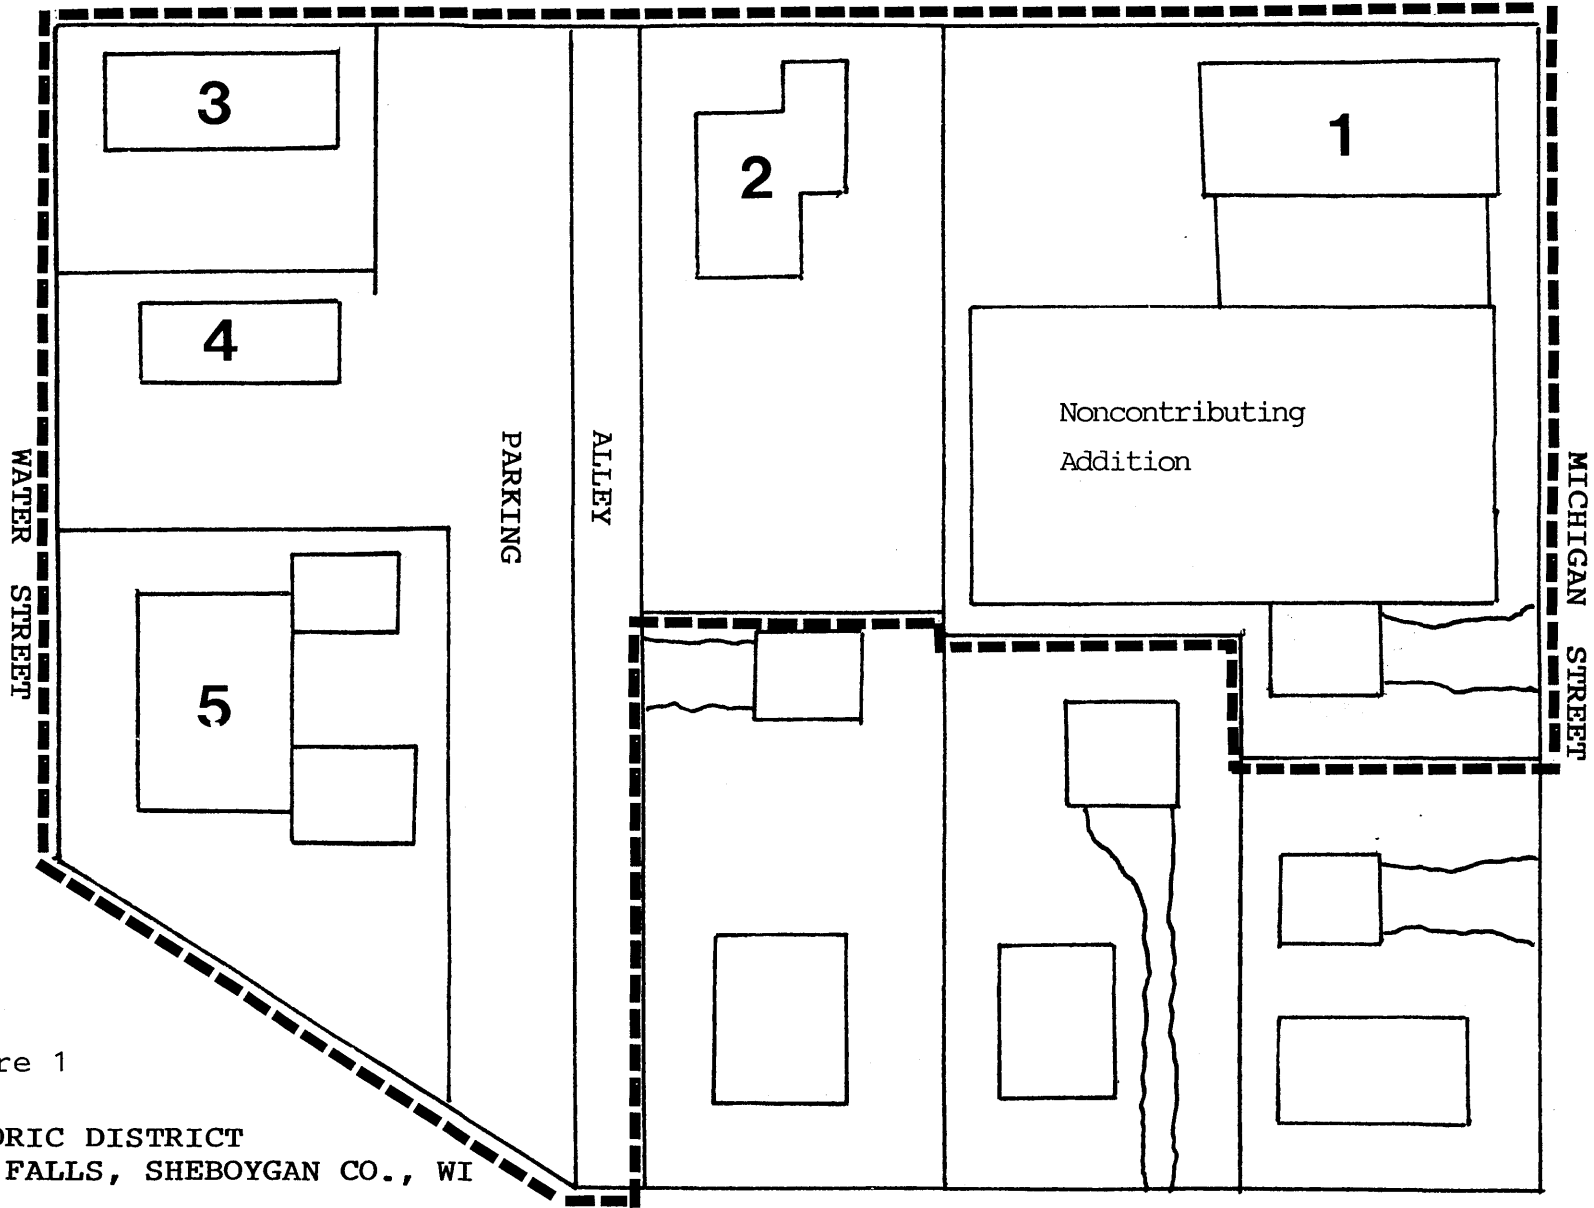 3
1
2
4
Noncontributing
Addition
PARKING
ALLEY
WATER STREET
MICHIGAN STREET
5
re 1
ORIC DISTRICT
FALLS, SHEBOYGAN CO., WI